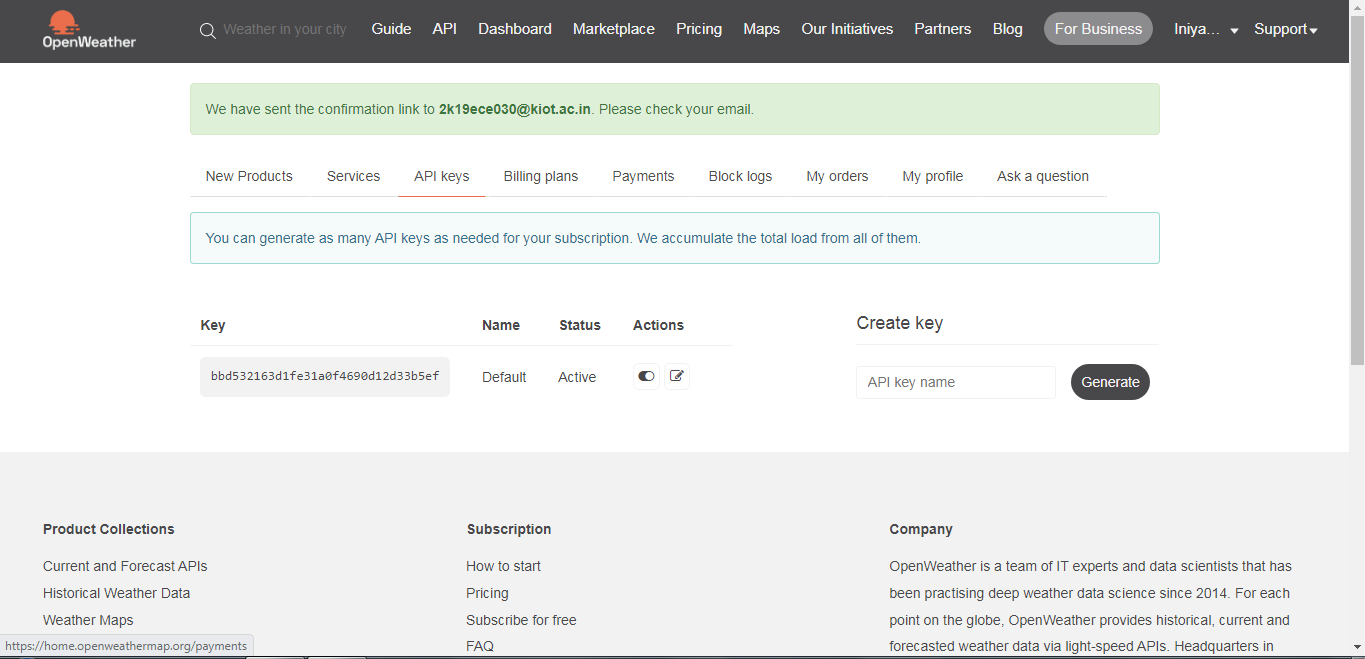 OpenWeather
Weather in your city Guide API Dashboard Marketplace Pricing Maps Our Initiatives Partners Blog For Business Iniya... Support
We have sent the confirmation link to 2k19ece030@kiot.ac.in. Please check your email.
New Products Services API keys Billing plans Payments Block logs My orders My profile Ask a question
You can generate as many API keys as needed for your subscription. We accumulate the total load from all of them.
Key Name Status Actions
bbd532163d1fe31a0f4690d12d33b5ef Default Active
Create key
API key name Generate
Product Collections
Current and Forecast APIs
Historical Weather Data
Weather Maps
Subscription
How to start
Pricing
Subscribe for free
FAQ
Company
OpenWeather is a team of IT experts and data scientists that has
been practising deep weather data science since 2014. For each
point on the globe, OpenWeather provides historical, current and
forecasted weather data via light-speed APIs. Headquarters in
https://home.openweathermap.org/payments